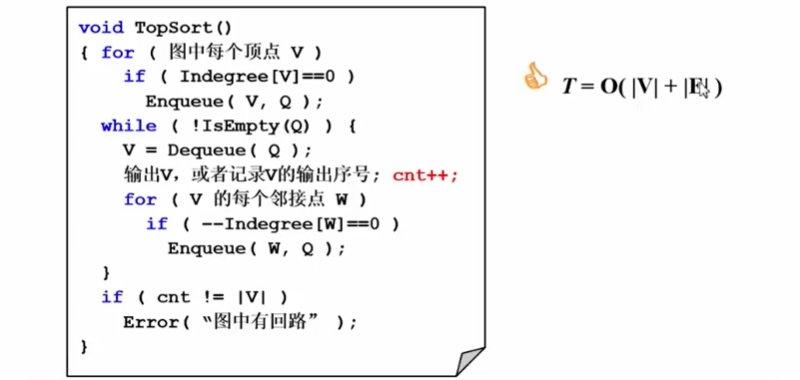 void TopSort()
{ for ( 图中每个顶点 V )
if ( Indegree[V]==0 )
Enqueue( V, Q );
while ( !IsEmpty(Q) ) {
V = Dequeue( Q );
输出V，或者记录V的输出序号; cnt++;
for ( V 的每个邻接点 W )
if ( --Indegree[W]==0 )
Enqueue( W, Q );
}
if ( cnt != |V| )
Error( “图中有回路” );
}
T = O( |V| + |E| )